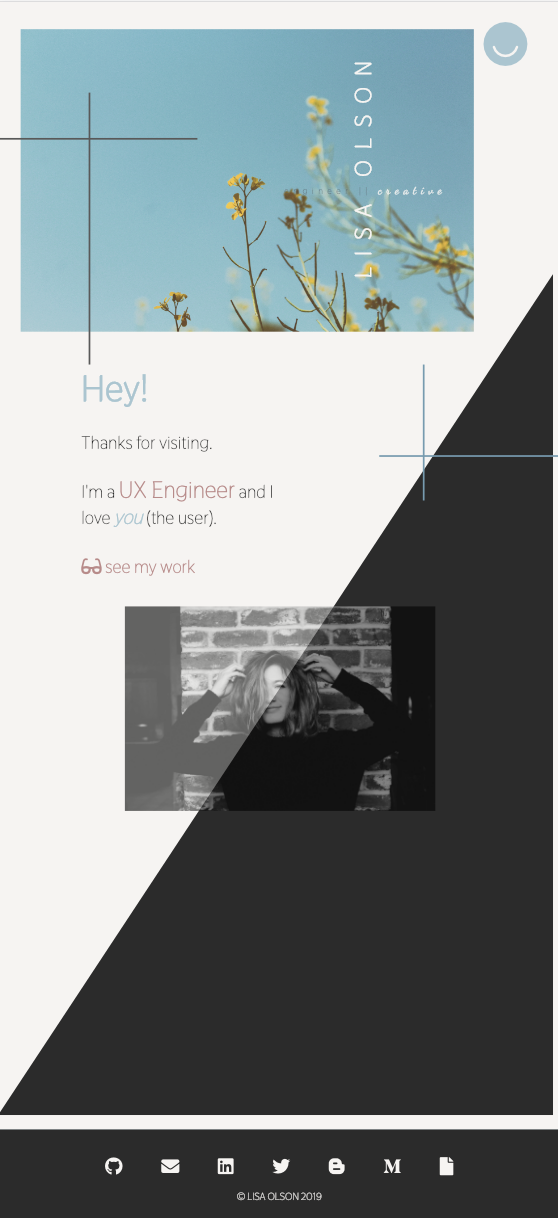 LISA OLSON
creative
Hey!
Thanks for visiting.
I'm a UX Engineer and I
love you (the user).
see my work
© LISA OLSON 2019